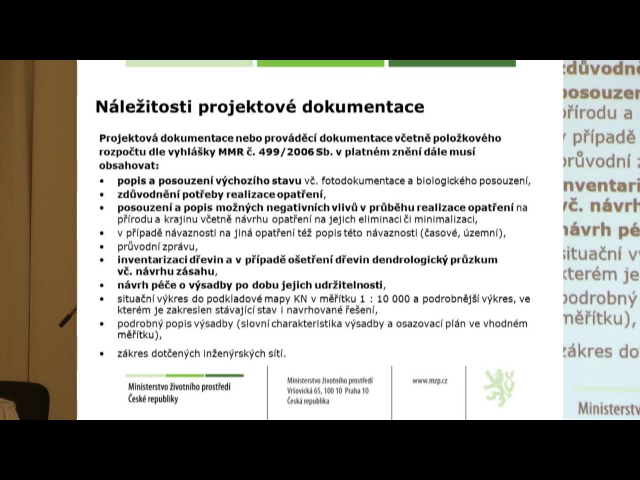 Náležitosti projektové dokumentace
Projektová dokumentace nebo prováděcí dokumentace včetně položkového
rozpočtu dle vyhlášky MMR č. 499/2006 Sb. v platném znění dále musí
obsahovat:
• popis a posouzení výchozího stavu vč. fotodokumentace a biologického posouzení,
• zdůvodnění potřeby realizace opatření,
• posouzení a popis možných negativních vlivů v průběhu realizace opatření na
přírodu a krajinu včetně návrhu opatření na jejich eliminaci či minimalizaci,
• v případě návaznosti na jiná opatření též popis této návaznosti (časové, územní),
• průvodní zprávu,
• inventarizaci dřevin a v případě ošetření dřevin dendrologický průzkum
vč. návrhu zásahu,
• návrh péče o výsadby po dobu jejich udržitelnosti,
• situační výkres do podkladové mapy KN v měřítku 1 : 10 000 a podrobnější výkres, ve
kterém je zakreslen stávající stav i navrhované řešení,
• podrobný popis výsadby (slovní charakteristika výsadby a osazovací plán ve vhodném
měřítku),
• zákres dotčených inženýrských sítí.
Ministerstvo životního prostředí
České republiky
Ministerstvo životního prostředí
Vršovická 65, 100 10 Praha 10
Česká republika
www.mzp.cz
zdůvodně
posouzen
přírodu a
v případě
průvodní z
inventari
vč. návrh
návrh pé
situační v
kterém je
podrobný
měřítku),
zákres do
Ministerstv